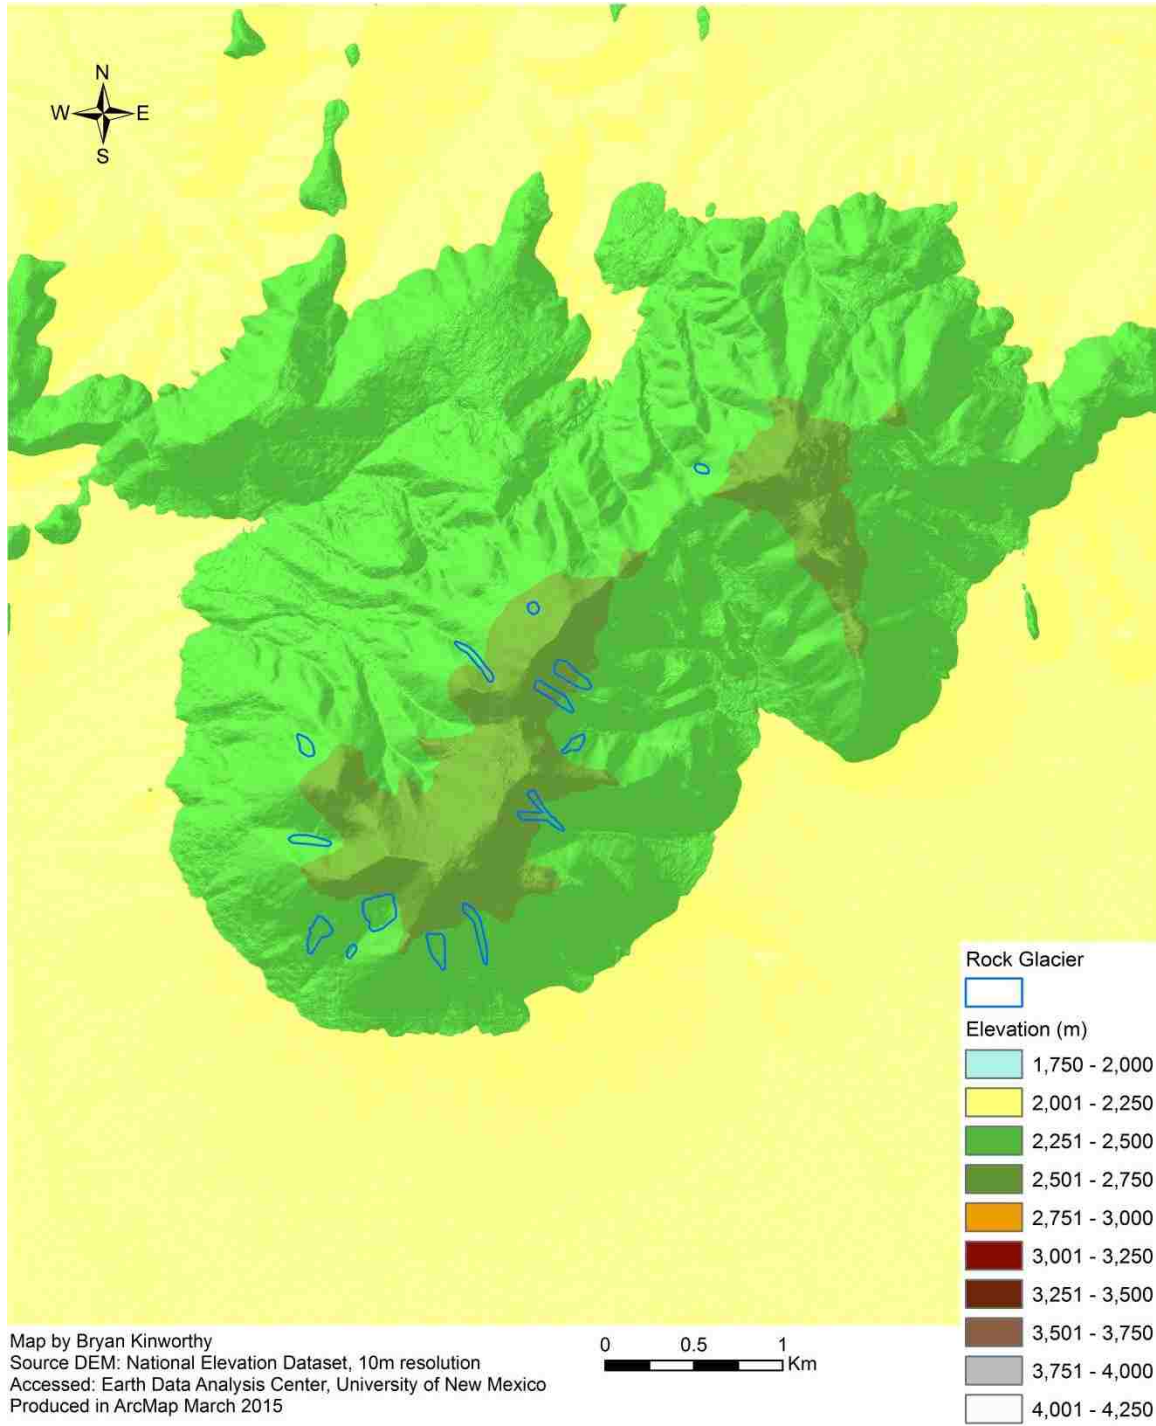 N
W E
S
Rock Glacier
Elevation (m)
1,750 - 2,000
2,001 - 2,250
2,251 - 2,500
2,501 - 2,750
2,751 - 3,000
3,001 - 3,250
3,251 - 3,500
3,501 - 3,750
3,751 - 4,000
4,001 - 4,250
Map by Bryan Kinworthy
Source DEM: National Elevation Dataset, 10m resolution
Accessed: Earth Data Analysis Center, University of New Mexico
Produced in ArcMap March 2015
0 0.5 1
Km